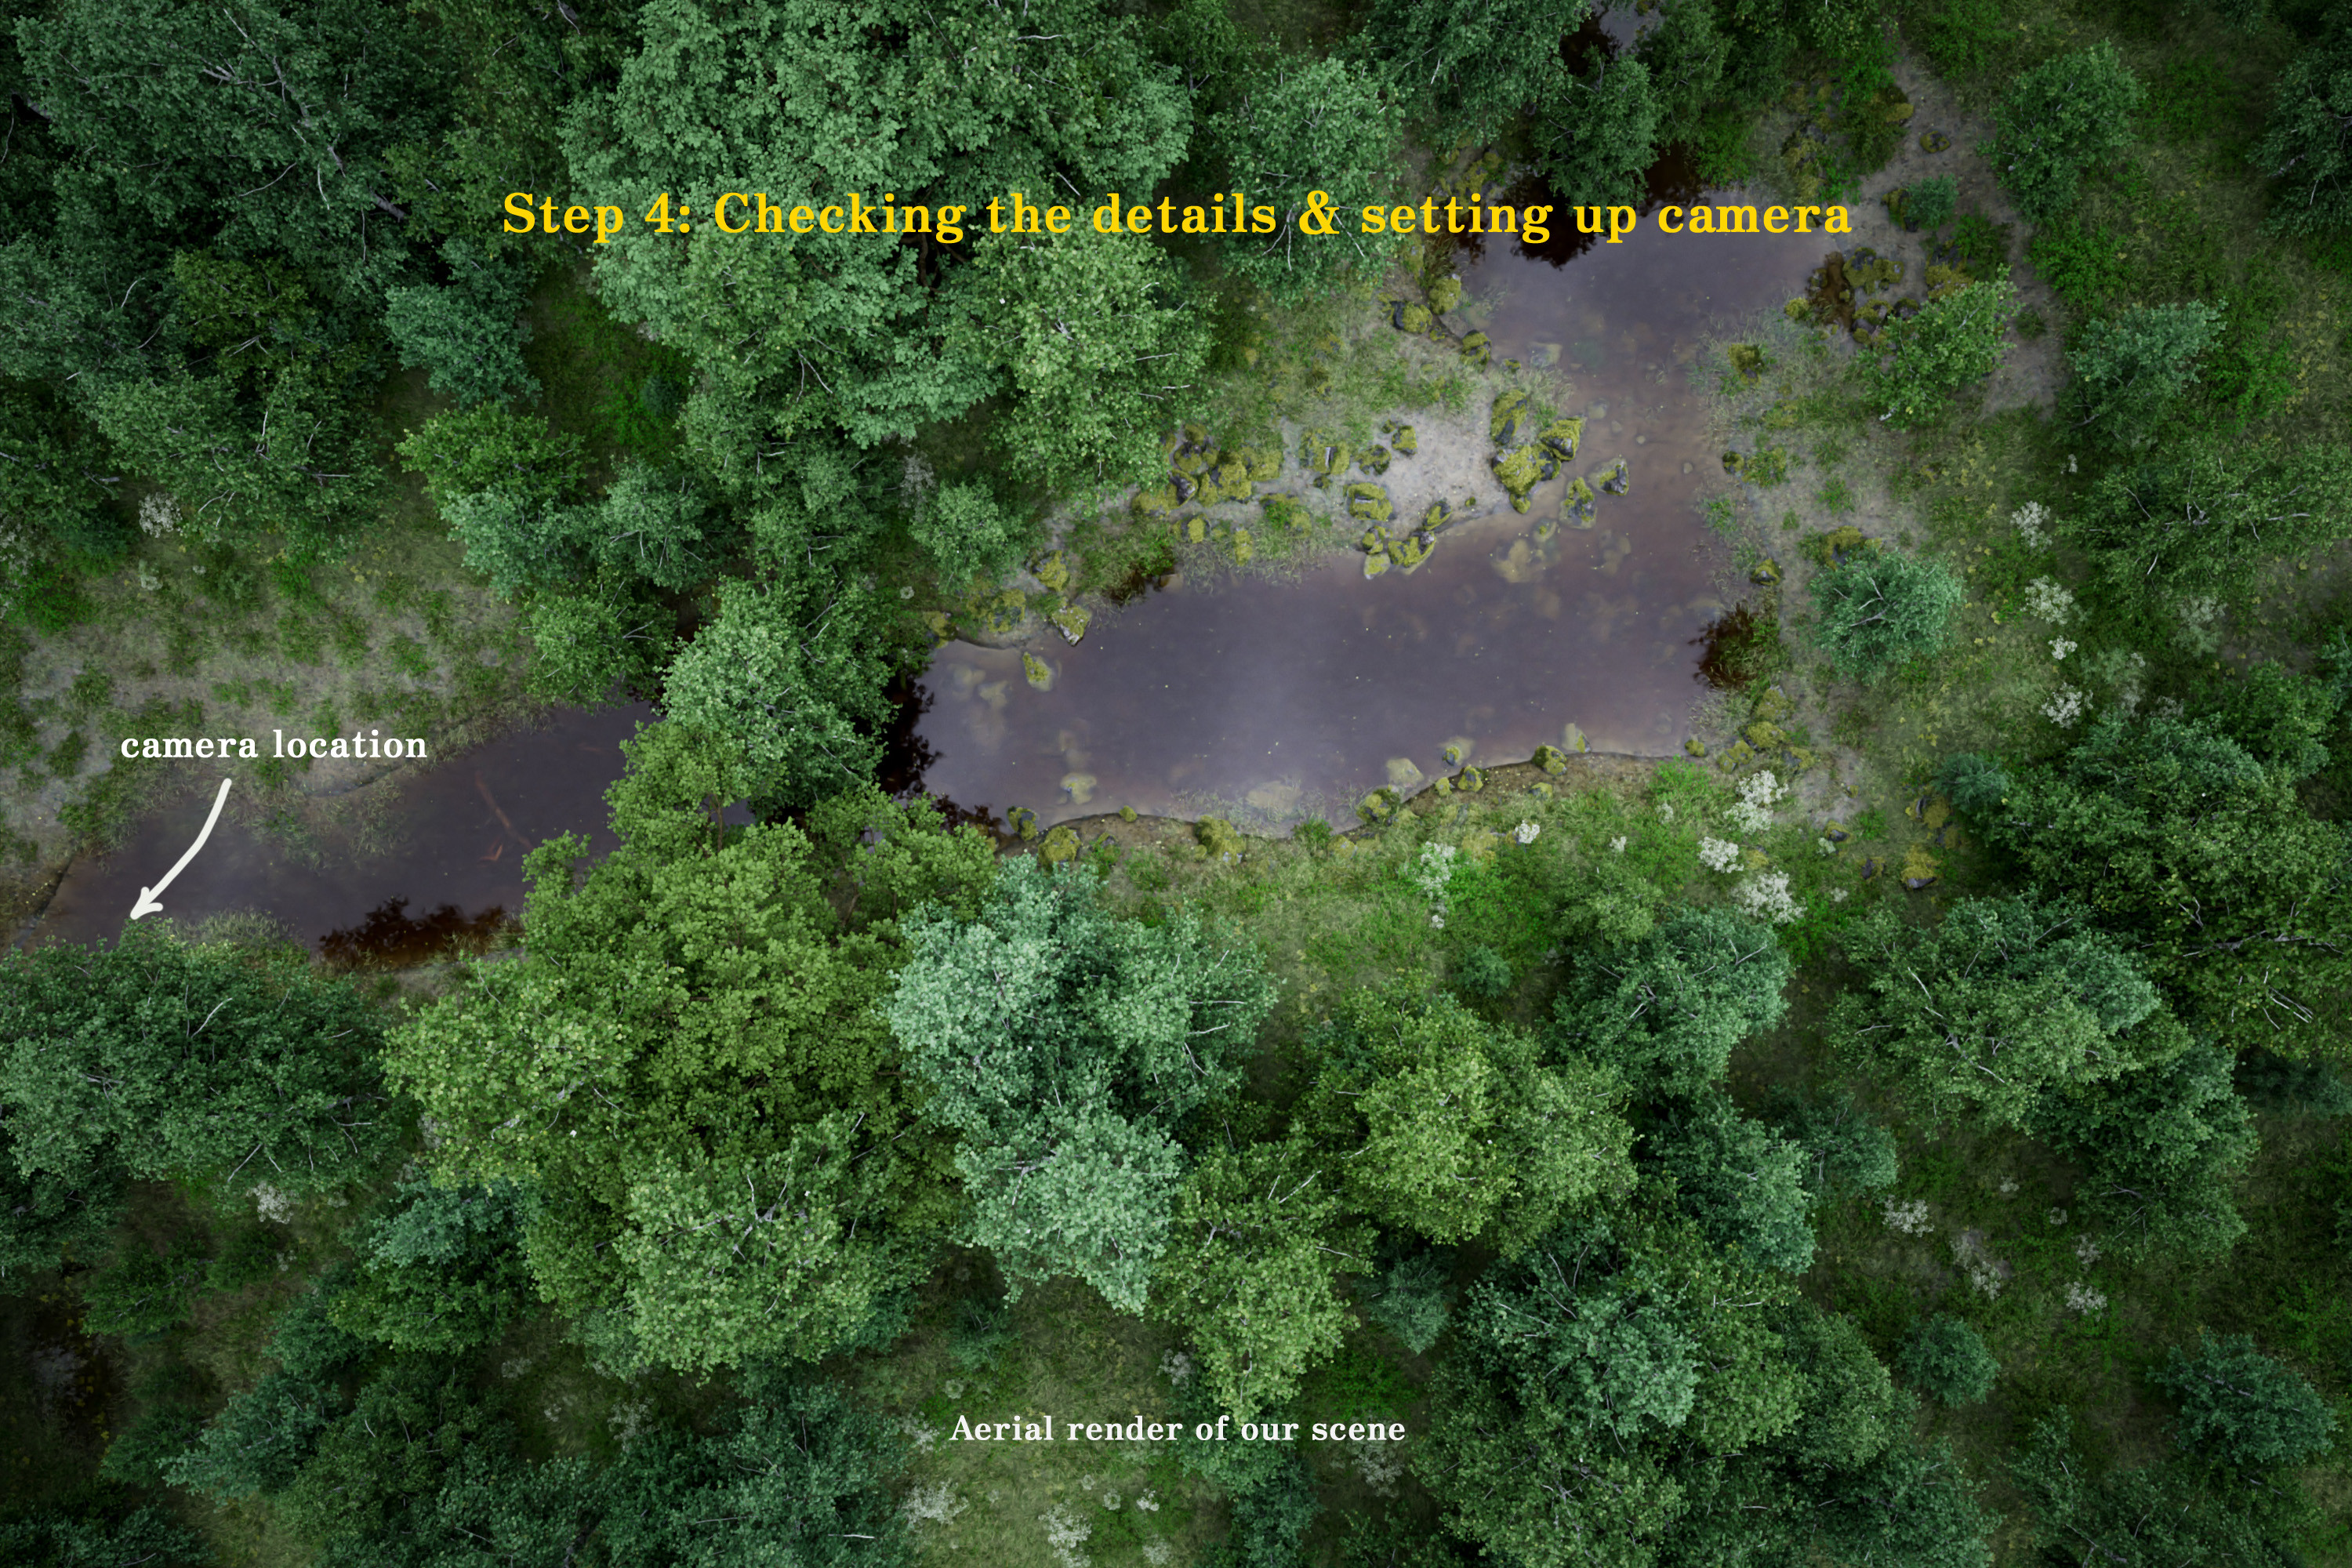 Step 4: Checking the details & setting up camera
camera location
Aerial render of our scene